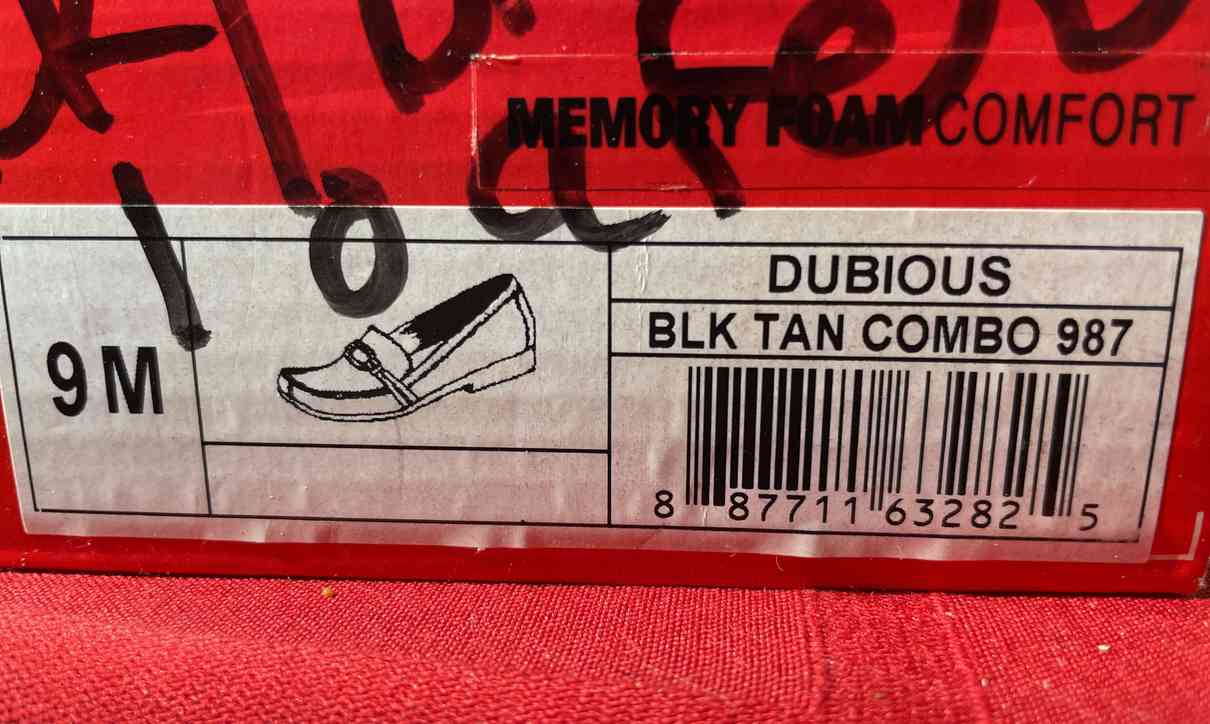 MEMORY FOAM COMFORT
9 M
DUBIOUS
BLK TAN COMBO 987
8 87711 63282 5